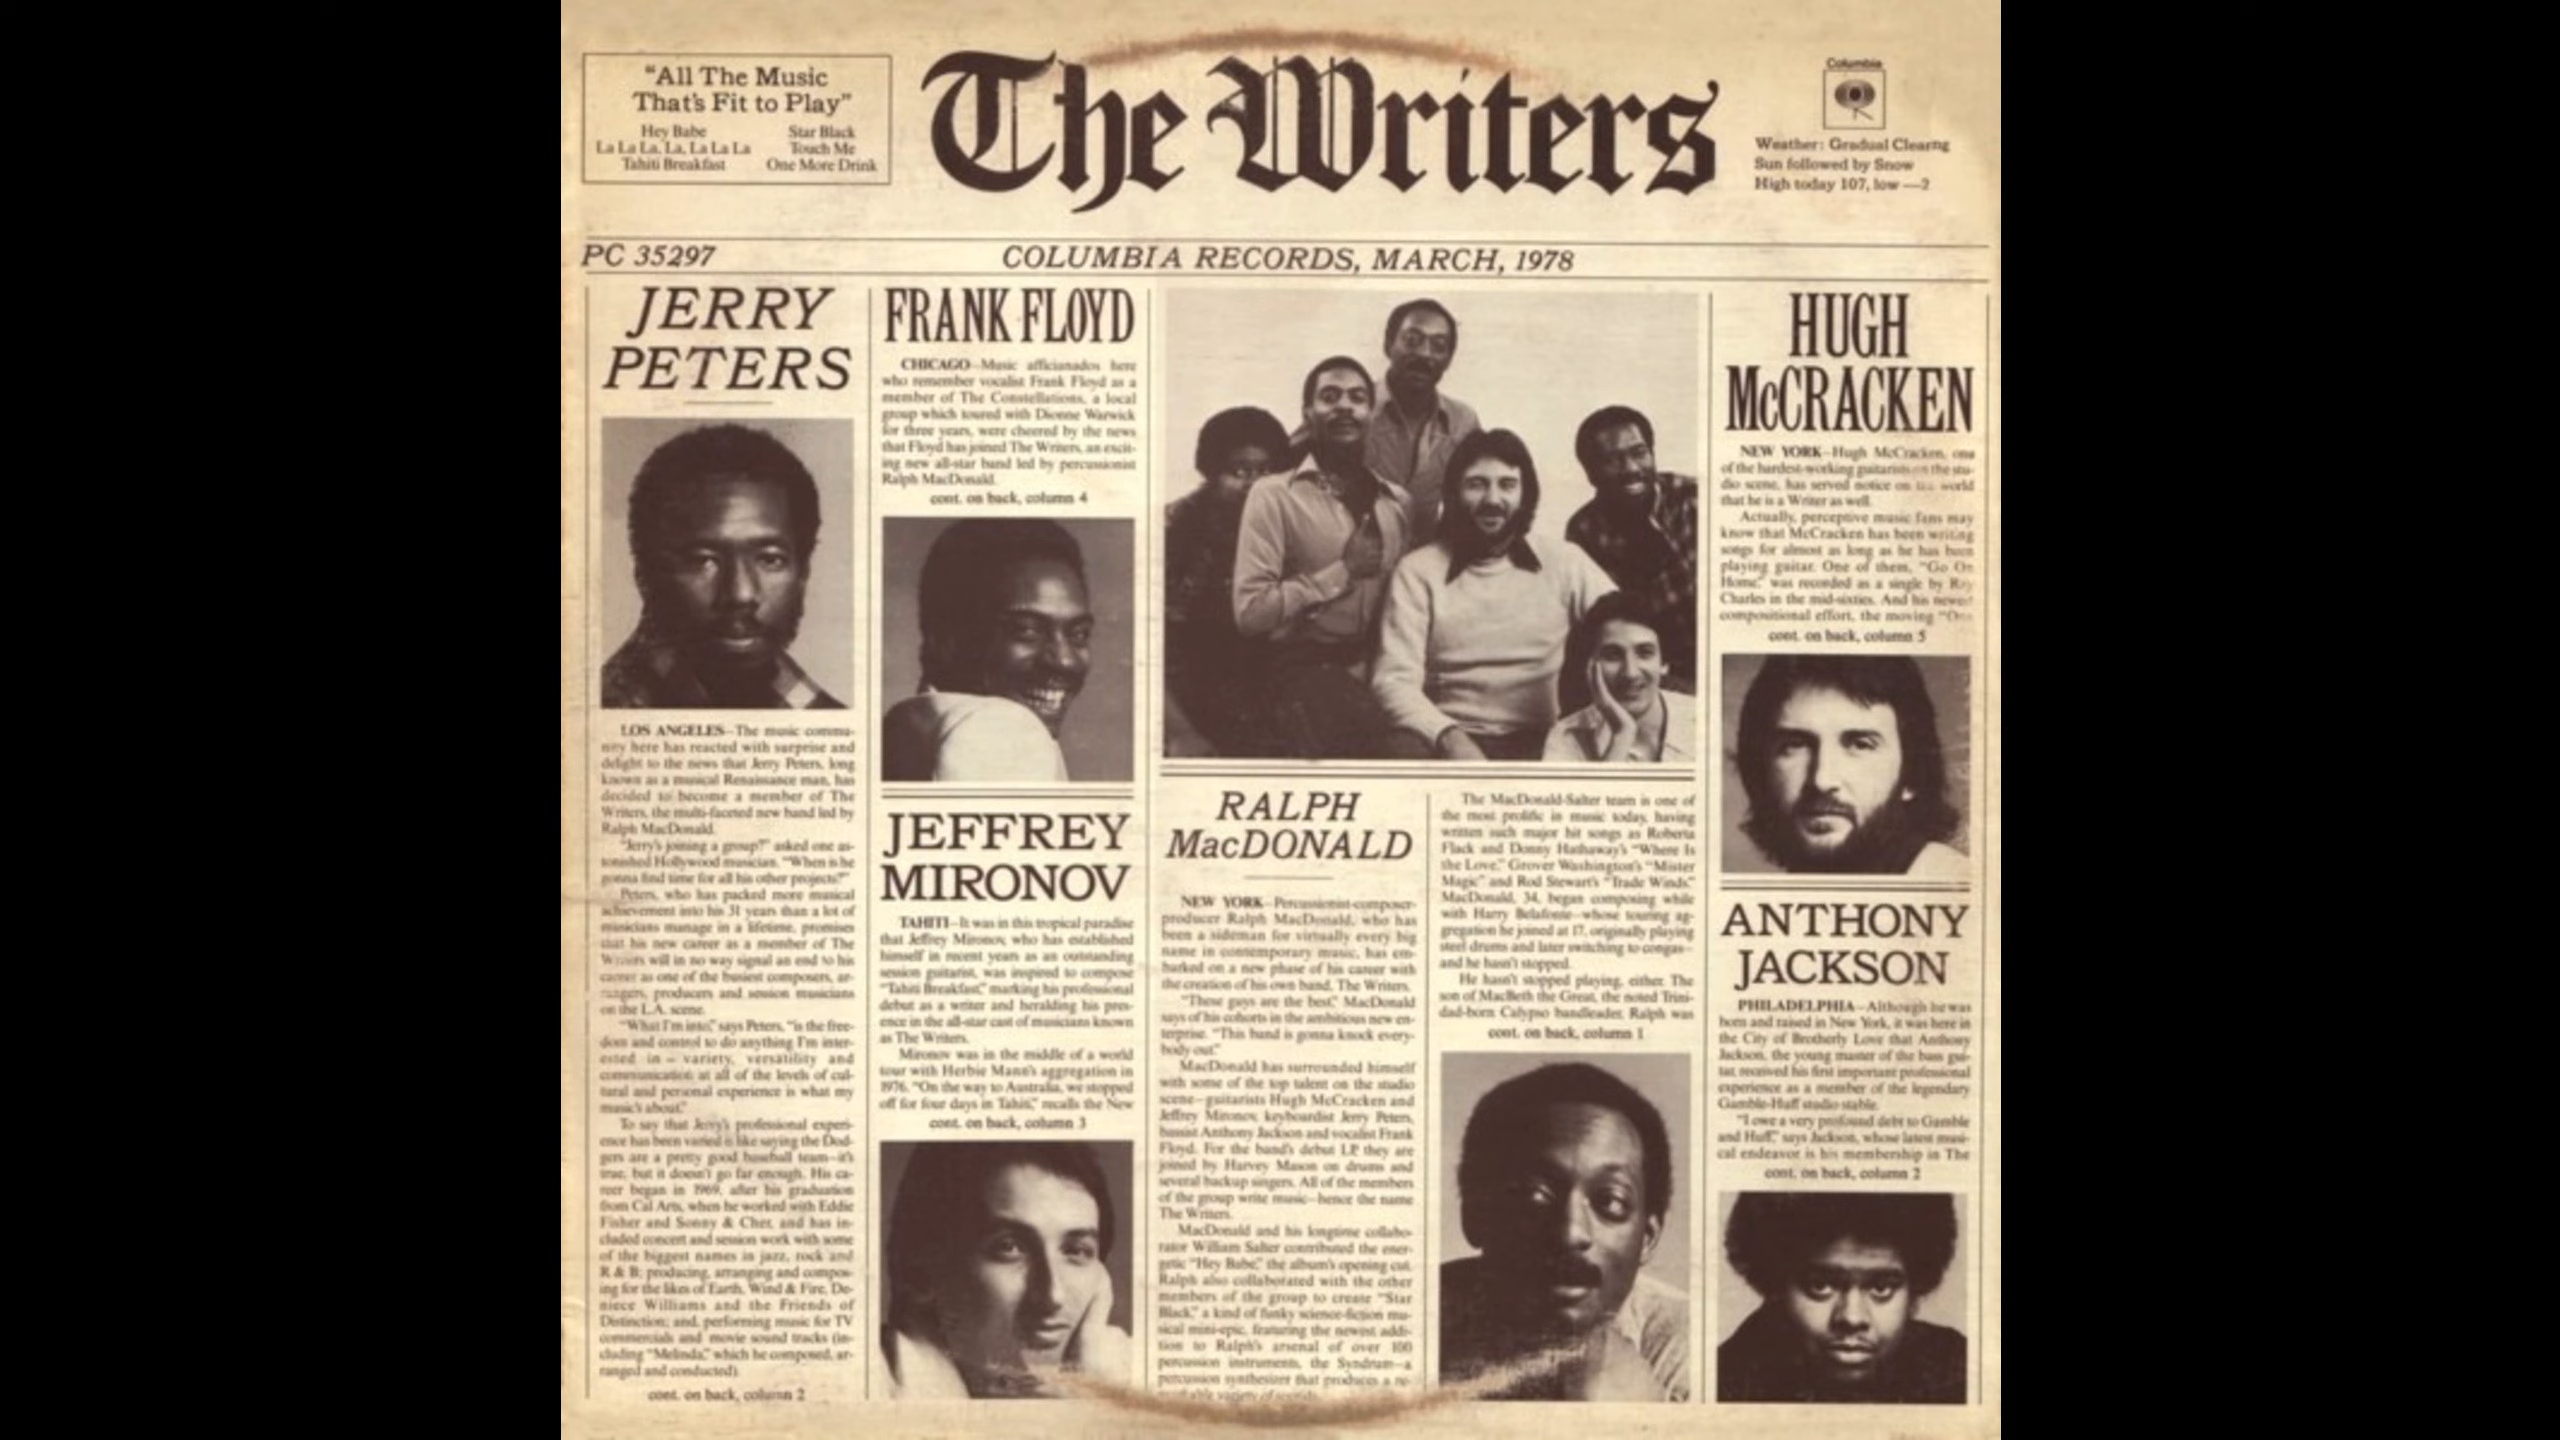 "All The Music
That's Fit to Play"
Hey Babe
La La La, La, La La La
Tahiti Breakfast
Star Black
Touch Me
One More Drink
The Writers
Columbia
Weather: Gradual Clearng
Sun followed by Snow
High today 107, low —2
PC 35297
COLUMBIA RECORDS, MARCH, 1978
JERRY
PETERS
LOS ANGELES—The music commu-
nity here has reacted with surprise and
delight to the news that Jerry Peters, long
known as a musical Renaissance man, has
decided to become a member of The
Writers, the multi-faceted new band led by
Ralph MacDonald.
"Jerry's joining a group?" asked one as-
tonished Hollywood musician. "When is he
gonna find time for all his other projects?"
Peters, who has packed more musical
achievement into his 31 years than a lot of
musicians manage in a lifetime, promises
that his new career as a member of The
Writers will in no way signal an end to his
career as one of the busiest composers, ar-
rangers, producers and session musicians
on the L.A. scene.
"What I'm into," says Peters, "is the free-
dom and control to do anything I'm inter-
ested in – variety, versatility and
communication at all of the levels of cul-
tural and personal experience is what my
music's about."
To say that Jerry's professional experi-
ence has been varied is like saying the Dod-
gers are a pretty good baseball team—it's
true, but it doesn't go far enough. His ca-
reer began in 1969, after his graduation
from Cal Arts, when he worked with Eddie
Fisher and Sonny & Cher, and has in-
cluded concert and session work with some
of the biggest names in jazz, rock and
R & B; producing, arranging and compos-
ing for the likes of Earth, Wind & Fire, De-
niece Williams and the Friends of
Distinction; and, performing music for TV
commercials and movie sound tracks (in-
cluding "Melinda," which he composed, ar-
ranged and conducted).
cont. on back, column 2
FRANK FLOYD
CHICAGO—Music afficianados here
who remember vocalist Frank Floyd as a
member of The Constellations, a local
group which toured with Dionne Warwick
for three years, were cheered by the news
that Floyd has joined The Writers, an excit-
ing new all-star band led by percussionist
Ralph MacDonald.
cont. on back, column 4
JEFFREY
MIRONOV
TAHITI—It was in this tropical paradise
that Jeffrey Mironov, who has established
himself in recent years as an outstanding
session guitarist, was inspired to compose
"Tahiti Breakfast," marking his professional
debut as a writer and heralding his pres-
ence in the all-star cast of musicians known
as The Writers.
Mironov was in the middle of a world
tour with Herbie Mann's aggregation in
1976. "On the way to Australia, we stopped
off for four days in Tahiti," recalls the New
cont. on back, column 3
RALPH
MacDONALD
NEW YORK—Percussionist-composer-
producer Ralph MacDonald, who has
been a sideman for virtually every big
name in contemporary music, has em-
barked on a new phase of his career with
the creation of his own band, The Writers.
"These guys are the best," MacDonald
says of his cohorts in the ambitious new en-
terprise. "This band is gonna knock every-
body out."
MacDonald has surrounded himself
with some of the top talent on the studio
scene—guitarists Hugh McCracken and
Jeffrey Mironov, keyboardist Jerry Peters,
bassist Anthony Jackson and vocalist Frank
Floyd. For the band's debut LP they are
joined by Harvey Mason on drums and
several backup singers. All of the members
of the group write music—hence the name
The Writers.
MacDonald and his longtime collabo-
rator William Salter contributed the ener-
getic "Hey Babe," the album's opening cut.
Ralph also collaborated with the other
members of the group to create "Star
Black," a kind of funky science-fiction mu-
sical mini-epic, featuring the newest addi-
tion to Ralph's arsenal of over 100
percussion instruments, the Syndrum—a
percussion synthesizer that produces a re-
markable variety of sounds.
The MacDonald-Salter team is one of
the most prolific in music today, having
written such major hit songs as Roberta
Flack and Donny Hathaway's "Where Is
the Love," Grover Washington's "Mister
Magic" and Rod Stewart's "Trade Winds."
MacDonald, 34, began composing while
with Harry Belafonte—whose touring ag-
gregation he joined at 17, originally playing
steel drums and later switching to congas—
and he hasn't stopped.
He hasn't stopped playing, either. The
son of MacBeth the Great, the noted Trini-
dad-born Calypso bandleader, Ralph was
cont. on back, column 1
HUGH
McCRACKEN
NEW YORK—Hugh McCracken, one
of the hardest-working guitarists on the stu-
dio scene, has served notice on the world
that he is a Writer as well.
Actually, perceptive music fans may
know that McCracken has been writing
songs for almost as long as he has been
playing guitar. One of them, "Go On
Home," was recorded as a single by Ray
Charles in the mid-sixties. And his newest
compositional effort, the moving "One
cont. on back, column 5
ANTHONY
JACKSON
PHILADELPHIA—Although he was
born and raised in New York, it was here in
the City of Brotherly Love that Anthony
Jackson, the young master of the bass gui-
tar, received his first important professional
experience as a member of the legendary
Gamble-Huff studio stable.
"I owe a very profound debt to Gamble
and Huff," says Jackson, whose latest musi-
cal endeavor is his membership in The
cont. on back, column 2